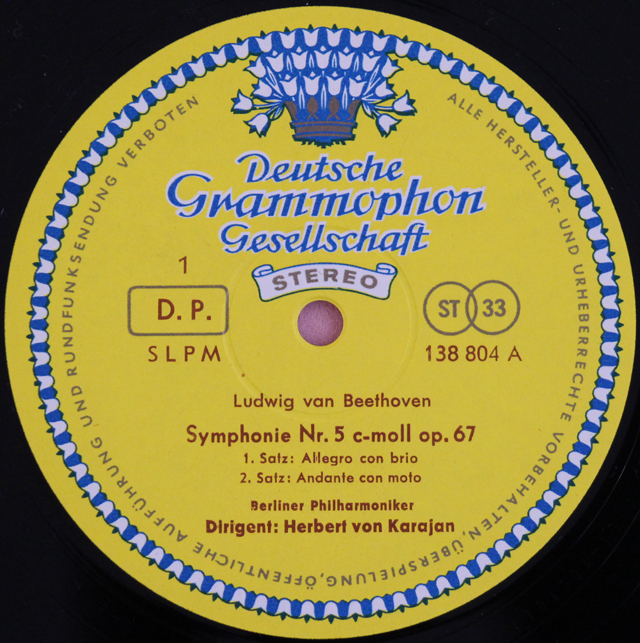 Deutsche
Grammophon
Gesellschaft
STEREO
1
D. P.
SLPM
ST 33
138 804 A
Ludwig van Beethoven
Symphonie Nr. 5 c-moll op. 67
1. Satz: Allegro con brio
2. Satz: Andante con moto
Berliner Philharmoniker
Dirigent: Herbert von Karajan
ALLE HERSTELLER- UND URHEBERRECHTE VORBEHALTEN, ÜBERSPIELUNG, ÖFFENTLICHE AUFFÜHRUNG UND RUNDFUNKSENDUNG VERBOTEN